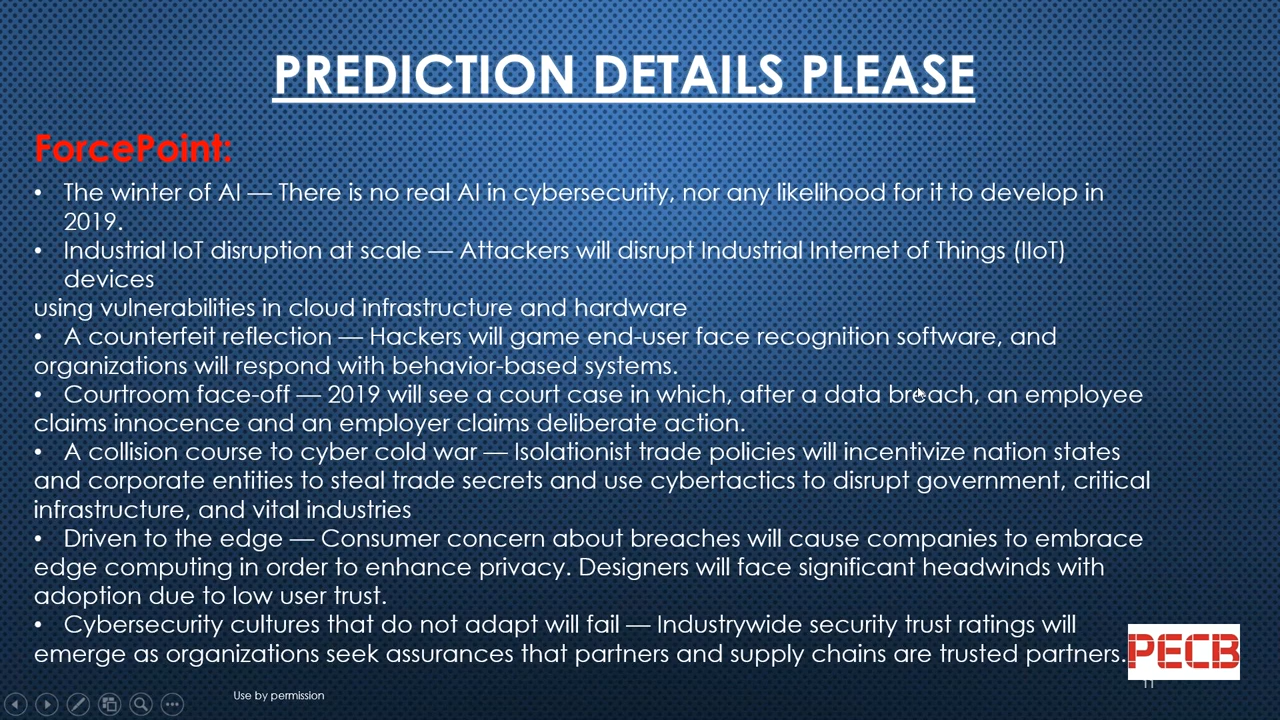 PREDICTION DETAILS PLEASE
ForcePoint:
• The winter of AI — There is no real AI in cybersecurity, nor any likelihood for it to develop in
2019.
• Industrial IoT disruption at scale — Attackers will disrupt Industrial Internet of Things (IIoT)
devices
using vulnerabilities in cloud infrastructure and hardware
• A counterfeit reflection — Hackers will game end-user face recognition software, and
organizations will respond with behavior-based systems.
• Courtroom face-off — 2019 will see a court case in which, after a data breach, an employee
claims innocence and an employer claims deliberate action.
• A collision course to cyber cold war — Isolationist trade policies will incentivize nation states
and corporate entities to steal trade secrets and use cybertactics to disrupt government, critical
infrastructure, and vital industries
• Driven to the edge — Consumer concern about breaches will cause companies to embrace
edge computing in order to enhance privacy. Designers will face significant headwinds with
adoption due to low user trust.
• Cybersecurity cultures that do not adapt will fail — Industrywide security trust ratings will
emerge as organizations seek assurances that partners and supply chains are trusted partners.
PECB
11
Use by permission